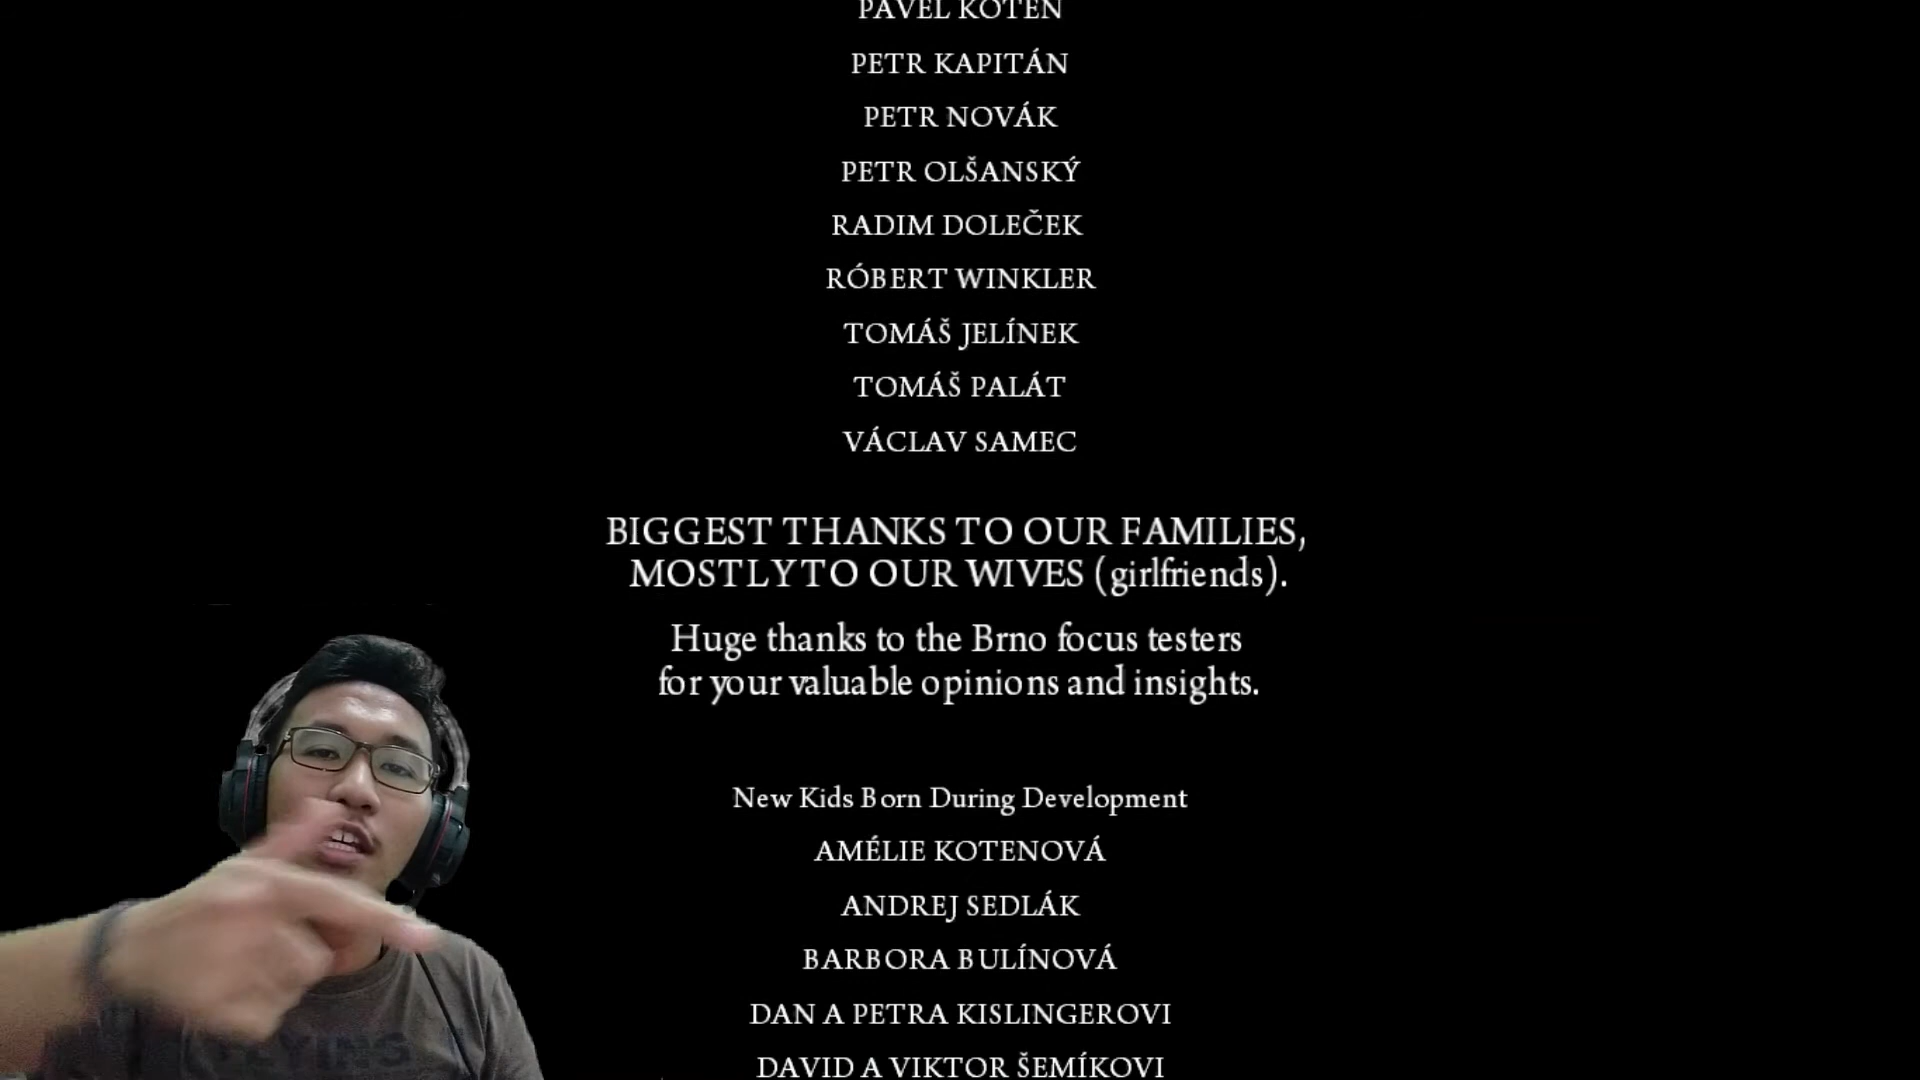 PAVEL KOTEN
PETR KAPITÁN
PETR NOVÁK
PETR OLŠANSKÝ
RADIM DOLEČEK
RÓBERT WINKLER
TOMÁŠ JELÍNEK
TOMÁŠ PALÁT
VÁCLAV SAMEC
BIGGEST THANKS TO OUR FAMILIES,
MOSTLY TO OUR WIVES (girlfriends).
Huge thanks to the Brno focus testers
for your valuable opinions and insights.
New Kids Born During Development
AMÉLIE KOTENOVÁ
ANDREJ SEDLÁK
BARBORA BULÍNOVÁ
DAN A PETRA KISLINGEROVI
DAVID A VIKTOR ŠEMÍKOVI